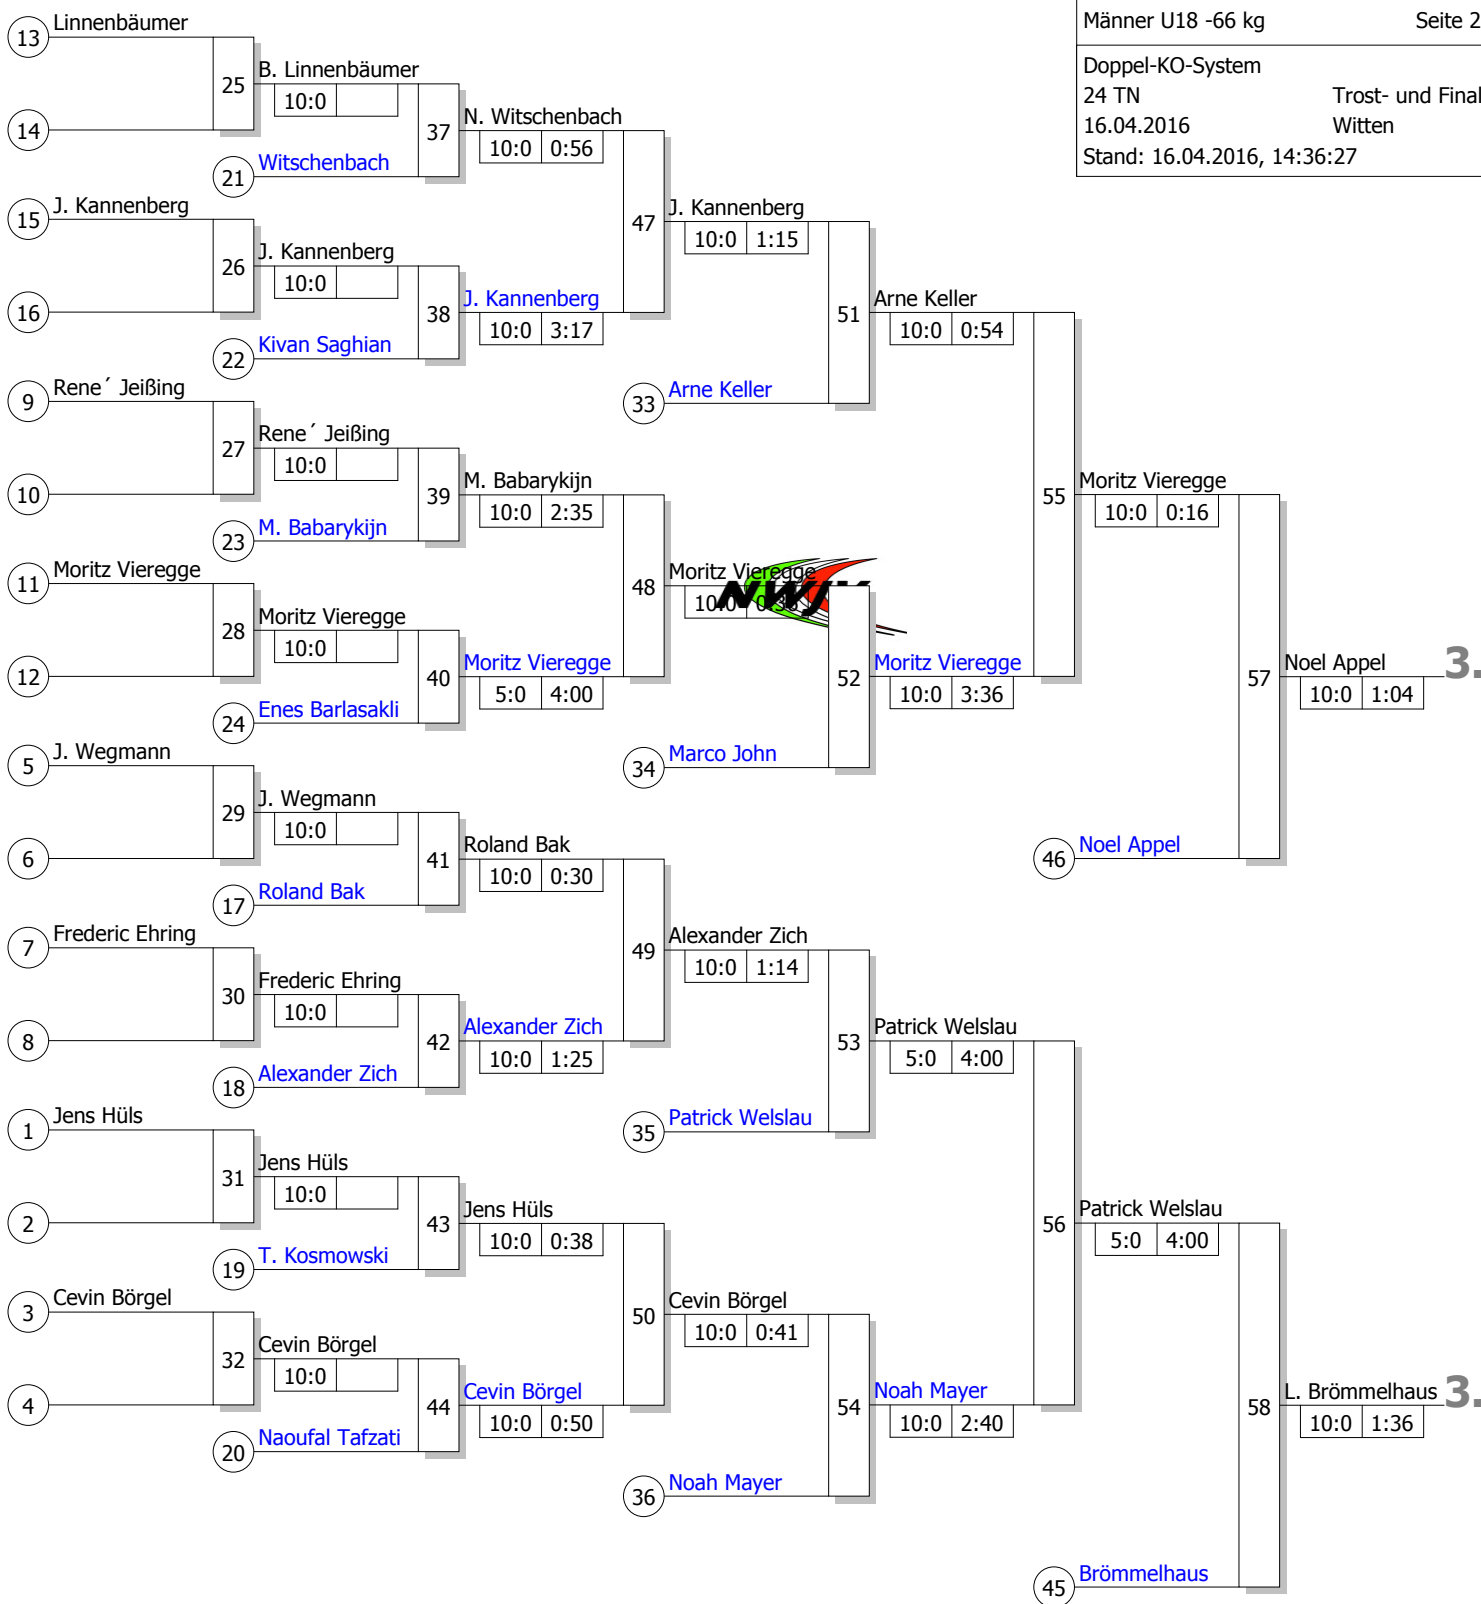 Männer U18 -66 kg Seite 2
Doppel-KO-System
24 TN Trost- und Final
16.04.2016 Witten
Stand: 16.04.2016, 14:36:27
13 Linnenbäumer
25 B. Linnenbäumer
10:0
14
37 N. Witschenbach
10:0 0:56
21 Witschenbach
15 J. Kannenberg
47 J. Kannenberg
10:0 1:15
26 J. Kannenberg
10:0
16
38 J. Kannenberg
10:0 3:17
22 Kivan Saghian
51 Arne Keller
10:0 0:54
9 Rene´ Jeißing
33 Arne Keller
27 Rene´ Jeißing
10:0
10
39 M. Babarykijn
10:0 2:35
55 Moritz Vieregge
10:0 0:16
23 M. Babarykijn
11 Moritz Vieregge
48 Moritz Vieregge
10:0
NWJV
28 Moritz Vieregge
10:0
12
40 Moritz Vieregge
5:0 4:00
52 Moritz Vieregge
10:0 3:36
57 Noel Appel 3.
10:0 1:04
24 Enes Barlasakli
5 J. Wegmann
34 Marco John
29 J. Wegmann
10:0
6
41 Roland Bak
10:0 0:30
46 Noel Appel
17 Roland Bak
7 Frederic Ehring
49 Alexander Zich
10:0 1:14
30 Frederic Ehring
10:0
8
42 Alexander Zich
10:0 1:25
53 Patrick Welslau
5:0 4:00
18 Alexander Zich
1 Jens Hüls
35 Patrick Welslau
31 Jens Hüls
10:0
2
43 Jens Hüls
10:0 0:38
56 Patrick Welslau
5:0 4:00
19 T. Kosmowski
3 Cevin Börgel
50 Cevin Börgel
10:0 0:41
32 Cevin Börgel
10:0
4
44 Cevin Börgel
10:0 0:50
54 Noah Mayer
10:0 2:40
58 L. Brömmelhaus 3.
10:0 1:36
20 Naoufal Tafzati
36 Noah Mayer
45 Brömmelhaus